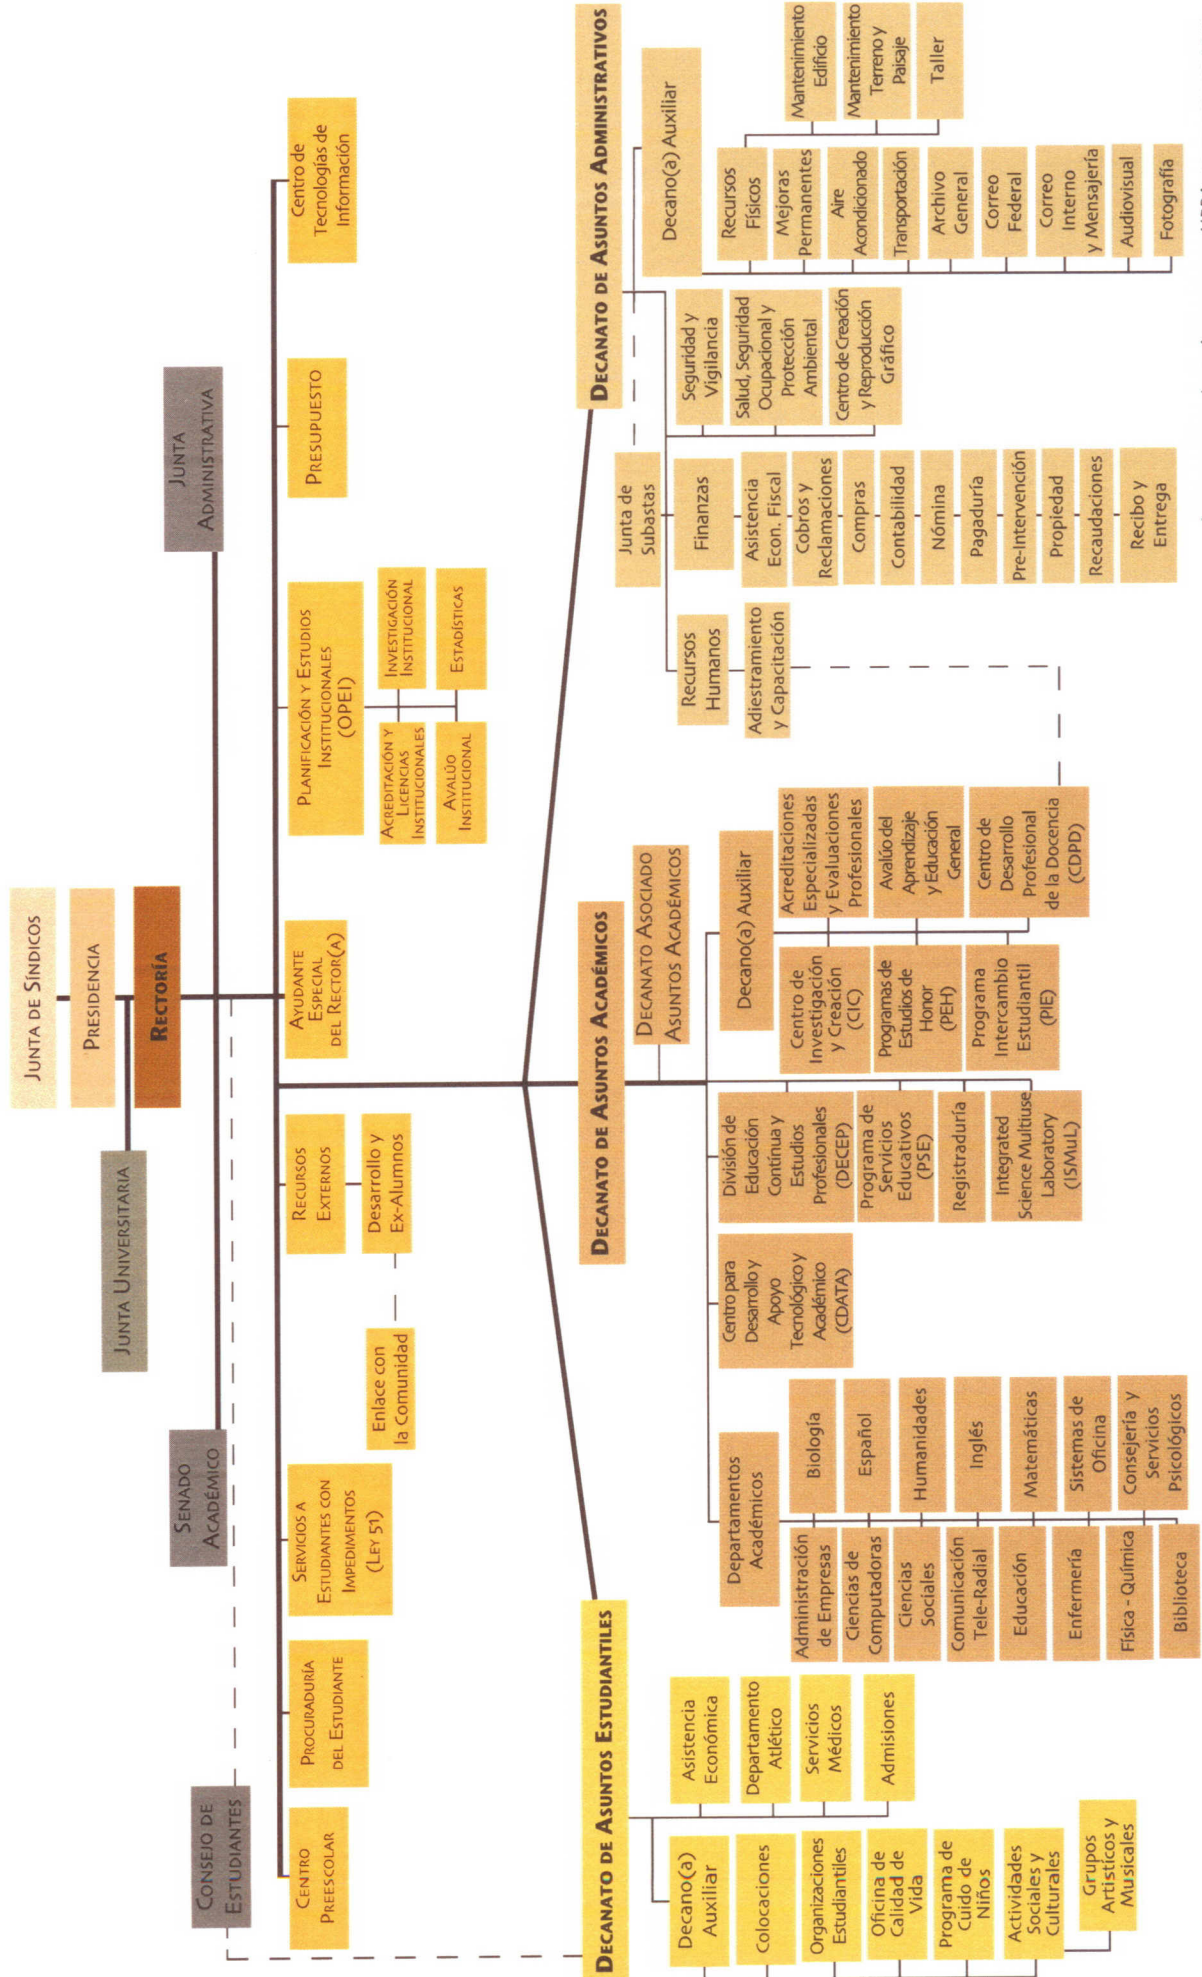 JUNTA DE SÍNDICOS
PRESIDENCIA
RECTORÍA
JUNTA UNIVERSITARIA
SENADO
ACADÉMICO
JUNTA
ADMINISTRATIVA
CONSEJO DE
ESTUDIANTES
CENTRO
PREESCOLAR
PROCURADURÍA
DEL ESTUDIANTE
SERVICIOS A
ESTUDIANTES CON
IMPEDIMENTOS
(LEY 51)
RECURSOS
EXTERNOS
Desarrollo y
Ex-Alumnos
Enlace con
la Comunidad
AYUDANTE
ESPECIAL
DEL RECTOR(A)
PLANIFICACIÓN Y ESTUDIOS
INSTITUCIONALES
(OPEI)
ACREDITACIÓN Y
LICENCIAS
INSTITUCIONALES
INVESTIGACIÓN
INSTITUCIONAL
AVALÚO
INSTITUCIONAL
ESTADÍSTICAS
PRESUPUESTO
Centro de
Tecnologías de
Información
DECANATO DE ASUNTOS ESTUDIANTILES
Decano(a)
Auxiliar
Colocaciones
Organizaciones
Estudiantiles
Oficina de
Calidad de
Vida
Programa de
Cuido de
Niños
Actividades
Sociales y
Culturales
Grupos
Artísticos y
Musicales
Asistencia
Económica
Departamento
Atlético
Servicios
Médicos
Admisiones
DECANATO DE ASUNTOS ACADÉMICOS
DECANATO ASOCIADO
ASUNTOS ACADÉMICOS
Departamentos
Académicos
Administración
de Empresas
Biología
Ciencias de
Computadoras
Español
Ciencias
Sociales
Humanidades
Comunicación
Tele-Radial
Inglés
Educación
Matemáticas
Enfermería
Sistemas de
Oficina
Física - Química
Consejería y
Servicios
Psicológicos
Biblioteca
Centro para
Desarrollo y
Apoyo
Tecnológico y
Académico
(CDATA)
División de
Educación
Contínua y
Estudios
Profesionales
(DECEP)
Programa de
Servicios
Educativos
(PSE)
Registraduría
Integrated
Science Multiuse
Laboratory
(ISMuL)
Decano(a) Auxiliar
Centro de
Investigación
y Creación
(CIC)
Acreditaciones
Especializadas
y Evaluaciones
Profesionales
Programas de
Estudios de
Honor
(PEH)
Avalúo del
Aprendizaje
y Educación
General
Programa
Intercambio
Estudiantil
(PIE)
Centro de
Desarrollo
Profesional
de la Docencia
(CDPD)
DECANATO DE ASUNTOS ADMINISTRATIVOS
Junta de
Subastas
Recursos
Humanos
Adiestramiento
y Capacitación
Finanzas
Asistencia
Econ. Fiscal
Cobros y
Reclamaciones
Compras
Contabilidad
Nómina
Pagaduría
Pre-Intervención
Propiedad
Recaudaciones
Recibo y
Entrega
Seguridad y
Vigilancia
Salud, Seguridad
Ocupacional y
Protección
Ambiental
Centro de Creación
y Reproducción
Gráfico
Decano(a) Auxiliar
Recursos
Físicos
Mejoras
Permanentes
Aire
Acondicionado
Transportación
Archivo
General
Correo
Federal
Correo
Interno
y Mensajería
Audiovisual
Fotografía
Mantenimiento
Edificio
Mantenimiento
Terreno y
Paisaje
Taller